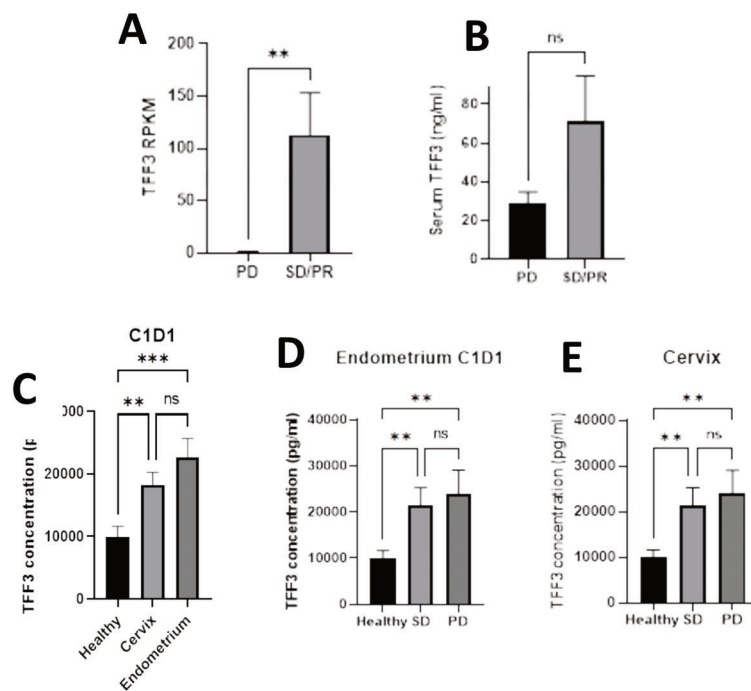 A
200
150
100
50
0
TFF3 RPKM
**
PD
SD/PR
B
80
60
40
20
0
Serum TFF3 (ng/ml)
ns
PD
SD/PR
C
C1D1
***
**
ns
20000
10000
0
TFF3 concentration (p
Healthy
Cervix
Endometrium
D
Endometrium C1D1
40000
30000
20000
10000
0
TFF3 concentration (pg/ml)
**
**
ns
Healthy SD PD
E
Cervix
40000
30000
20000
10000
0
TFF3 concentration (pg/ml)
**
**
ns
Healthy SD PD